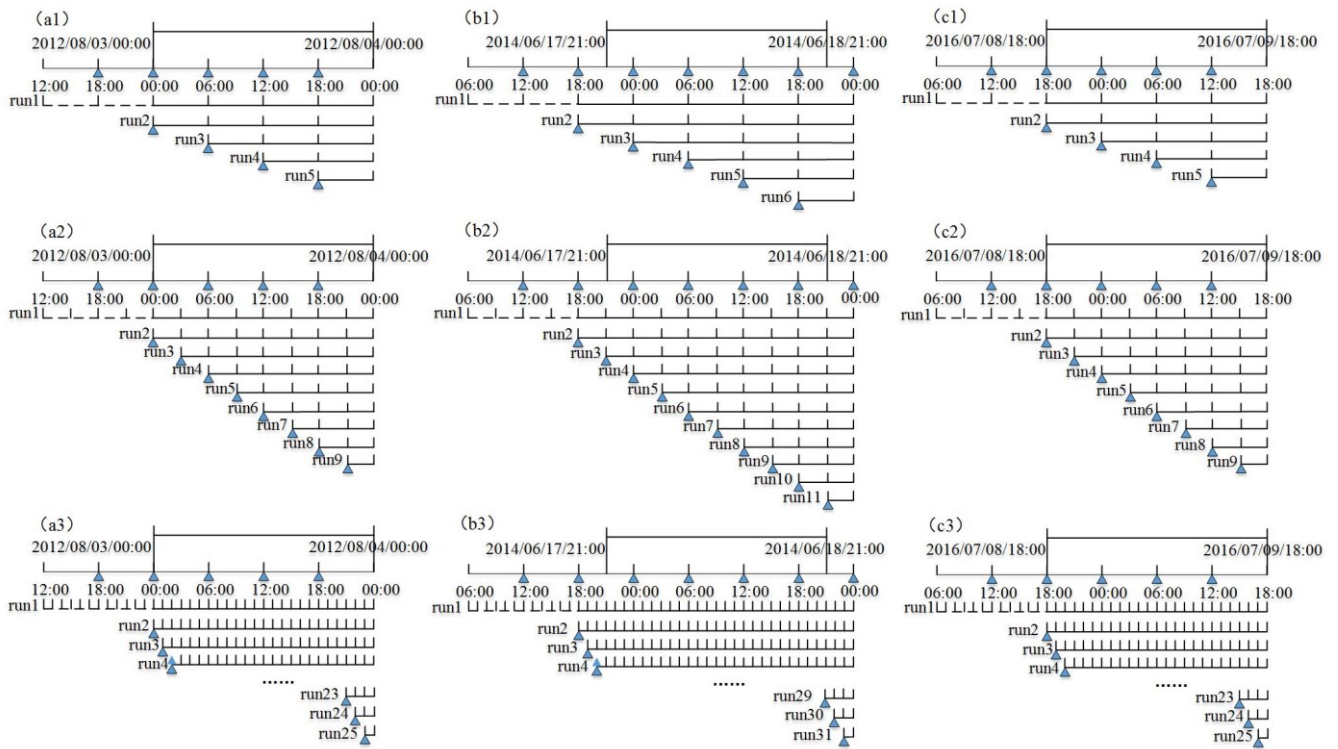 (a1)
2012/08/03/00:00 2012/08/04/00:00
12:00 18:00 00:00 06:00 12:00 18:00 00:00
run1
run2
run3
run4
run5
(b1)
2014/06/17/21:00 2014/06/18/21:00
06:00 12:00 18:00 00:00 06:00 12:00 18:00 00:00
run1
run2
run3
run4
run5
run6
(c1)
2016/07/08/18:00 2016/07/09/18:00
06:00 12:00 18:00 00:00 06:00 12:00 18:00
run1
run2
run3
run4
run5
(a2)
2012/08/03/00:00 2012/08/04/00:00
12:00 18:00 00:00 06:00 12:00 18:00 00:00
run1
run2
run3
run4
run5
run6
run7
run8
run9
(b2)
2014/06/17/21:00 2014/06/18/21:00
06:00 12:00 18:00 00:00 06:00 12:00 18:00 00:00
run1
run2
run3
run4
run5
run6
run7
run8
run9
run10
run11
(c2)
2016/07/08/18:00 2016/07/09/18:00
06:00 12:00 18:00 00:00 06:00 12:00 18:00
run1
run2
run3
run4
run5
run6
run7
run8
run9
(a3)
2012/08/03/00:00 2012/08/04/00:00
12:00 18:00 00:00 06:00 12:00 18:00 00:00
run1
run2
run3
run4
......
run23
run24
run25
(b3)
2014/06/17/21:00 2014/06/18/21:00
06:00 12:00 18:00 00:00 06:00 12:00 18:00 00:00
run1
run2
run3
run4
......
run29
run30
run31
(c3)
2016/07/08/18:00 2016/07/09/18:00
06:00 12:00 18:00 00:00 06:00 12:00 18:00
run1
run2
run3
run4
......
run23
run24
run25